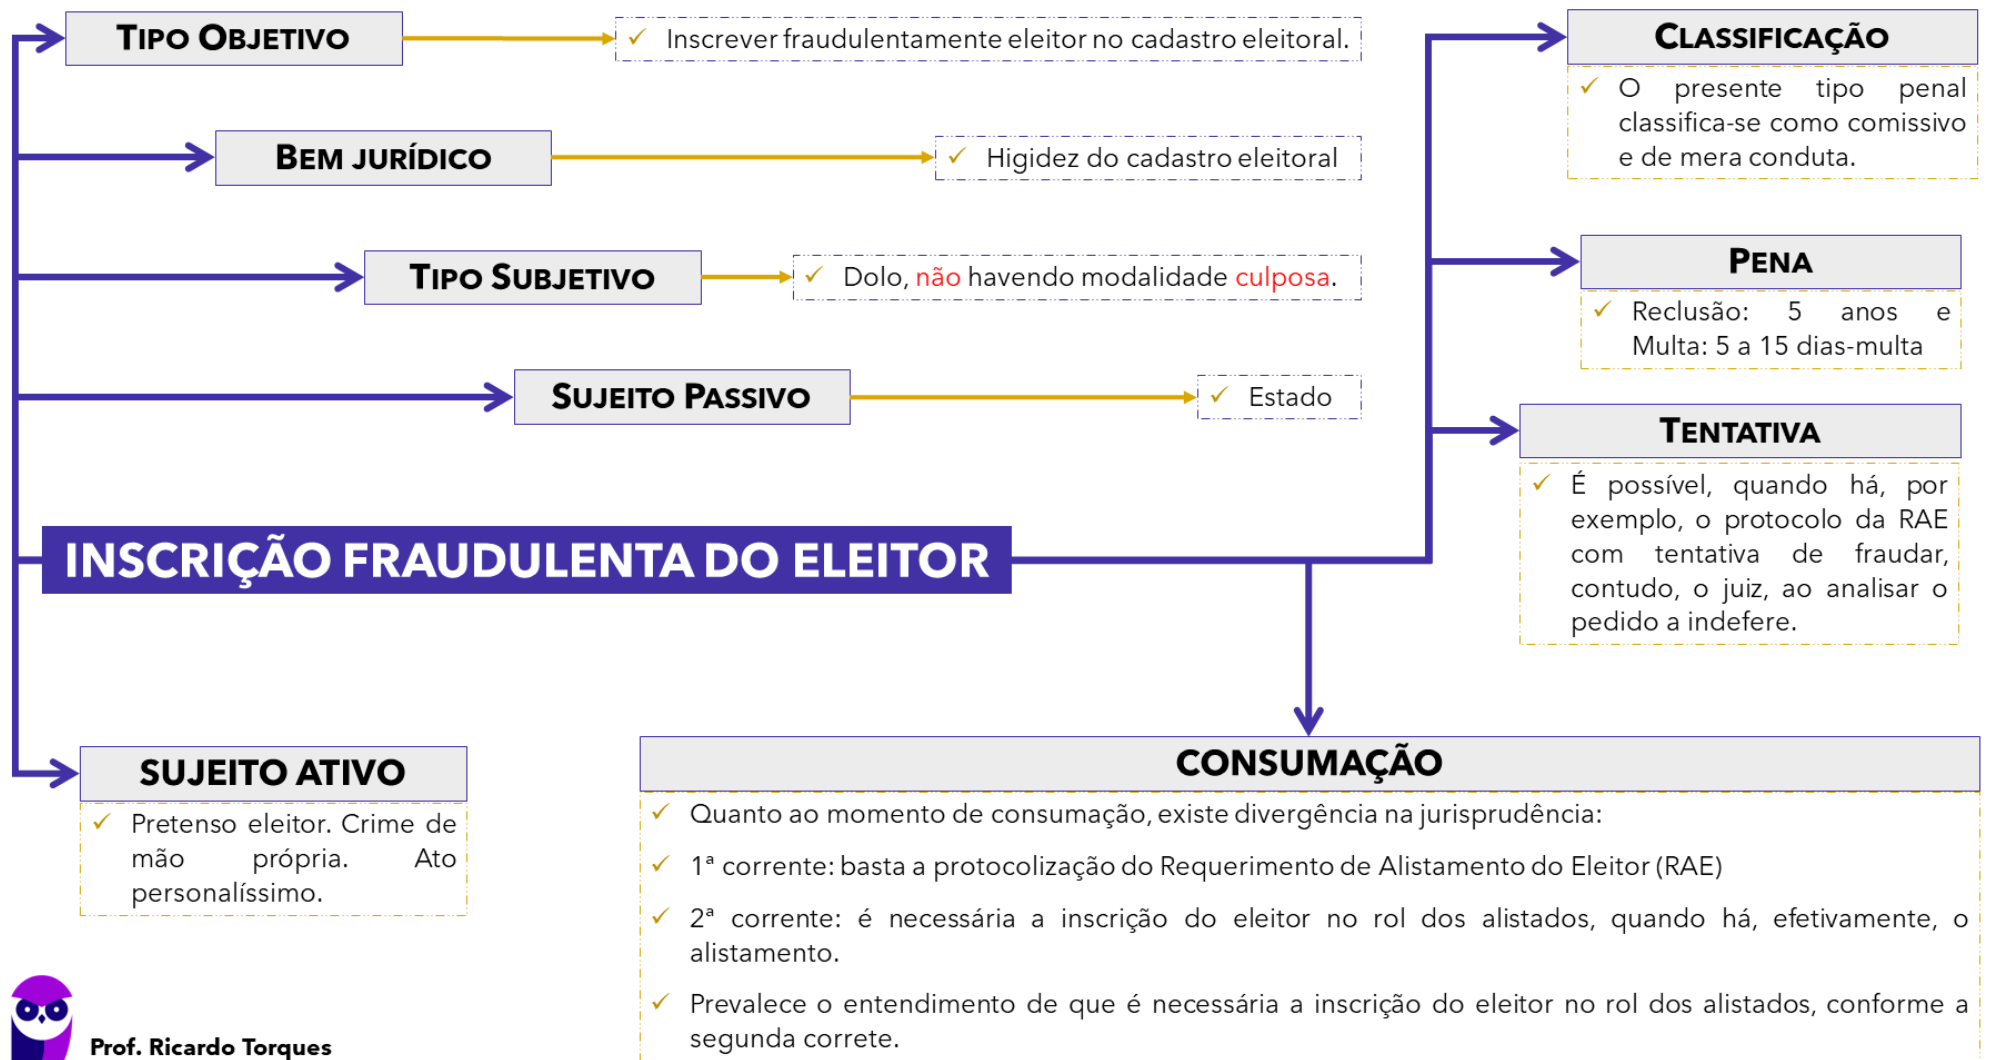 TIPO OBJETIVO
Inscrever fraudulentamente eleitor no cadastro eleitoral.
BEM JURÍDICO
Higidez do cadastro eleitoral
TIPO SUBJETIVO
Dolo, não havendo modalidade culposa.
SUJEITO PASSIVO
Estado
INSCRIÇÃO FRAUDULENTA DO ELEITOR
CLASSIFICAÇÃO
O presente tipo penal
classifica-se como comissivo
e de mera conduta.
PENA
Reclusão: 5 anos e
Multa: 5 a 15 dias-multa
TENTATIVA
É possível, quando há, por
exemplo, o protocolo da RAE
com tentativa de fraudar,
contudo, o juiz, ao analisar o
pedido a indefere.
SUJEITO ATIVO
Pretenso eleitor. Crime de
mão própria. Ato
personalíssimo.
CONSUMAÇÃO
Quanto ao momento de consumação, existe divergência na jurisprudência:
1ª corrente: basta a protocolização do Requerimento de Alistamento do Eleitor (RAE)
2ª corrente: é necessária a inscrição do eleitor no rol dos alistados, quando há, efetivamente, o
alistamento.
Prevalece o entendimento de que é necessária a inscrição do eleitor no rol dos alistados, conforme a
segunda correte.
Prof. Ricardo Torques